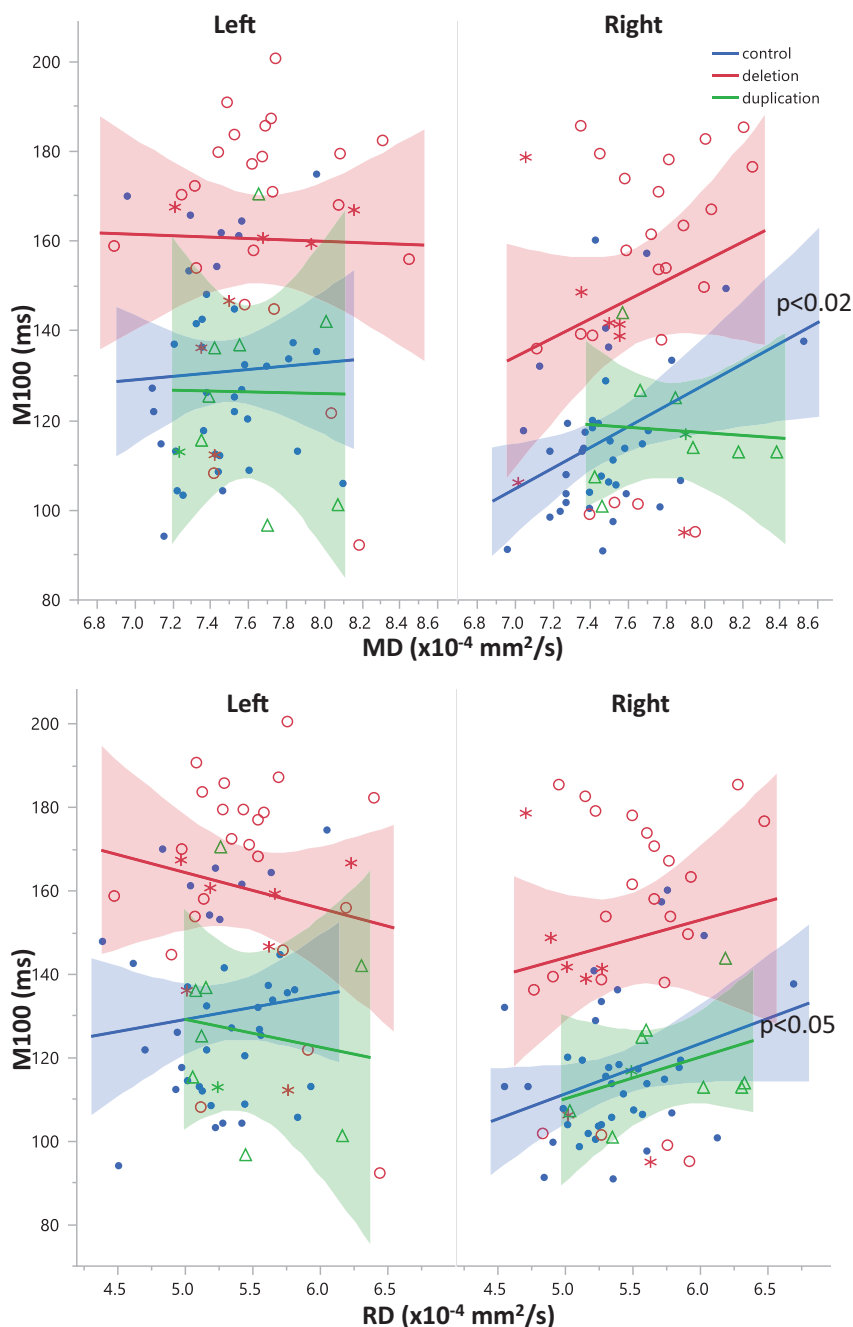 Left
Right
control
deletion
duplication
200
180
160
140
120
100
80
M100 (ms)
p<0.02
6.8 7.0 7.2 7.4 7.6 7.8 8.0 8.2 8.4 6.8 7.0 7.2 7.4 7.6 7.8 8.0 8.2 8.4 8.6
MD (x10-4 mm2/s)
Left
Right
200
180
160
140
120
100
80
M100 (ms)
p<0.05
4.5 5.0 5.5 6.0 6.5 4.5 5.0 5.5 6.0 6.5
RD (x10-4 mm2/s)